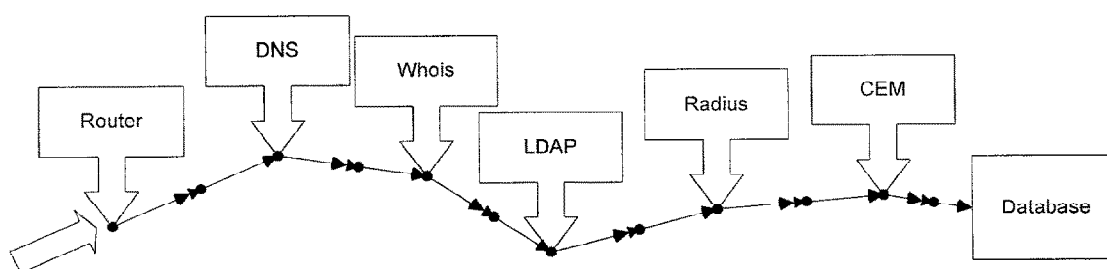 Router
DNS
Whois
LDAP
Radius
CEM
Database